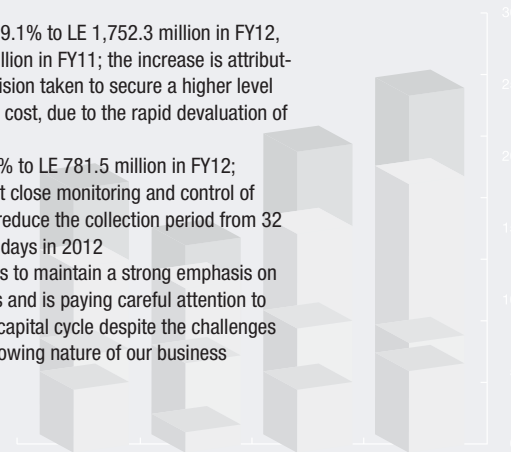 9.1% to LE 1,752.3 million in FY12,
illion in FY11; the increase is attribut-
ision taken to secure a higher level
cost, due to the rapid devaluation of
% to LE 781.5 million in FY12;
t close monitoring and control of
reduce the collection period from 32
days in 2012
s to maintain a strong emphasis on
s and is paying careful attention to
capital cycle despite the challenges
owing nature of our business